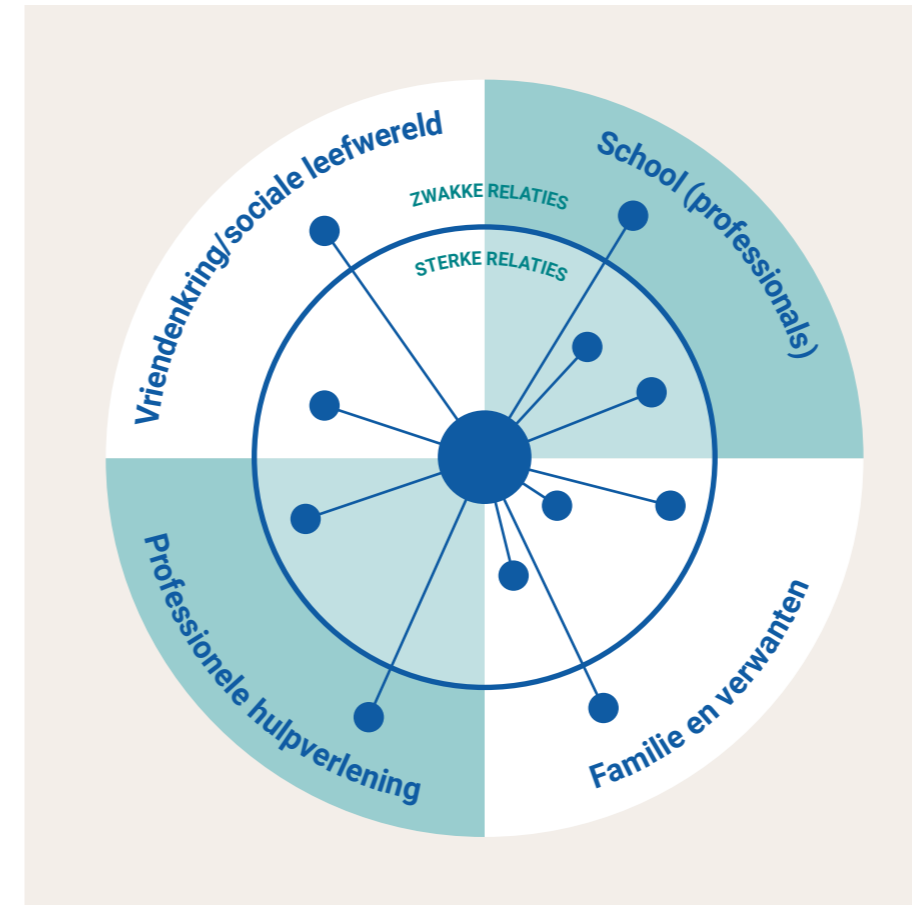 Vriendenkring/sociale leefwereld
School (professionals)
ZWAKKE RELATIES
STERKE RELATIES
Professionele hulpverlening
Familie en verwanten